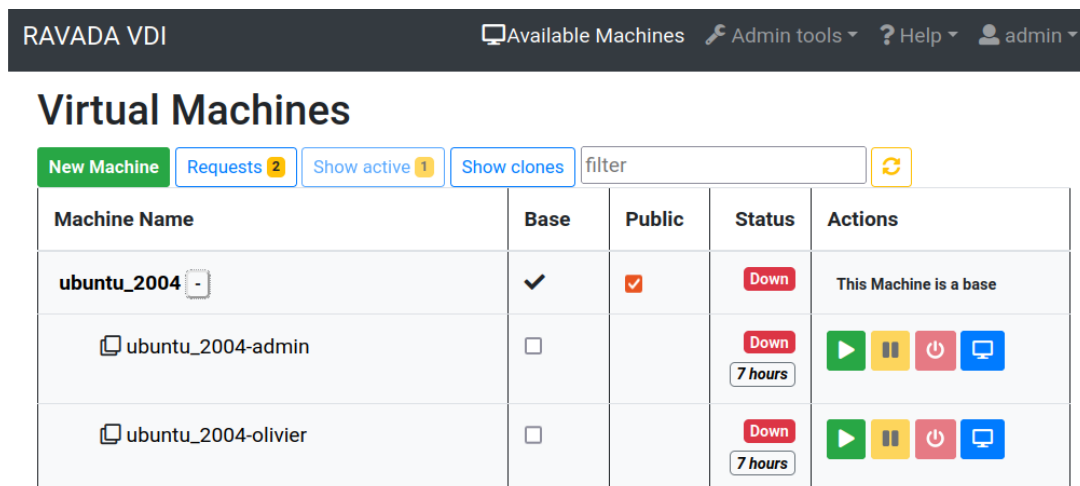 RAVADA VDI Available Machines Admin tools ? Help admin
Virtual Machines
New Machine Requests 2 Show active 1 Show clones filter
Machine Name Base Public Status Actions
ubuntu_2004 - Down This Machine is a base
ubuntu_2004-admin Down
7 hours
ubuntu_2004-olivier Down
7 hours